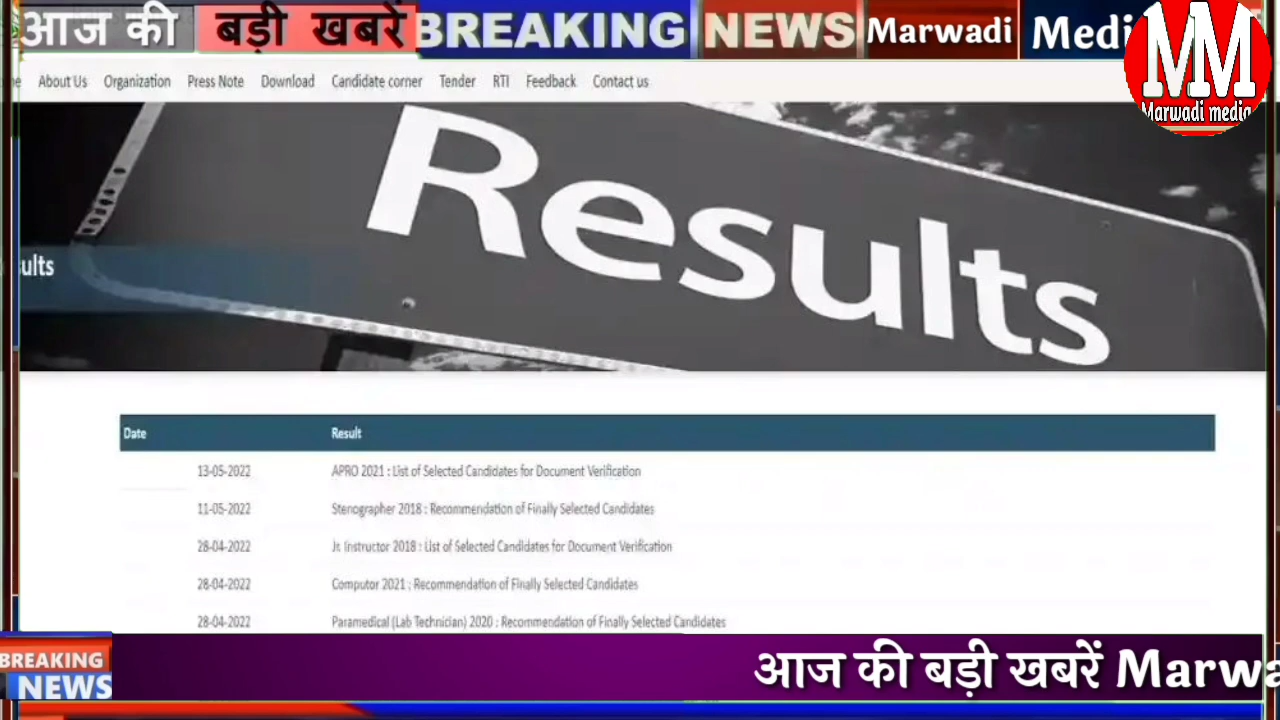 आज की बड़ी खबरें BREAKING NEWS Marwadi Medi
MM
Marwadi media
About Us Organization Press Note Download Candidate corner Tender RTI Feedback Contact us
Results
ults
Date Result
13-05-2022 APRO 2021 : List of Selected Candidates for Document Verification
11-05-2022 Stenographer 2018 : Recommendation of Finally Selected Candidates
28-04-2022 Jr. Instructor 2018 : List of Selected Candidates for Document Verification
28-04-2022 Computor 2021 : Recommendation of Finally Selected Candidates
28-04-2022 Paramedical (Lab Technician) 2020 : Recommendation of Finally Selected Candidates
BREAKING
NEWS
आज की बड़ी खबरें Marwa